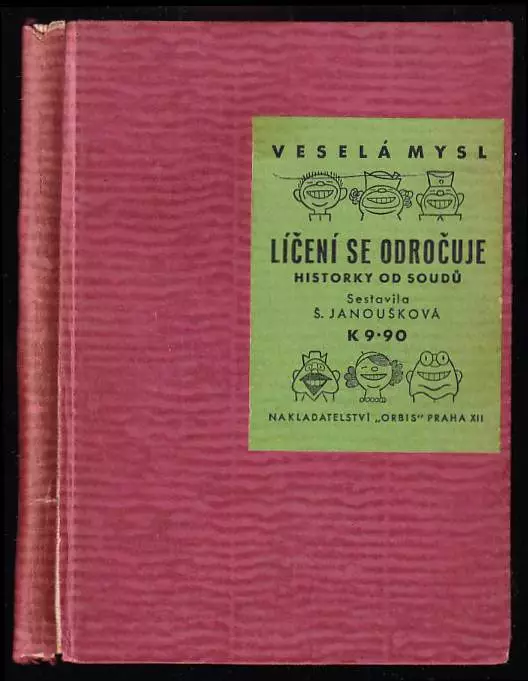 VESELÁ MYSL
LÍČENÍ SE ODROČUJE
HISTORKY OD SOUDŮ
Sestavila
Š. JANOUŠKOVÁ
K 9·90
NAKLADATELSTVÍ „ORBIS" PRAHA XII